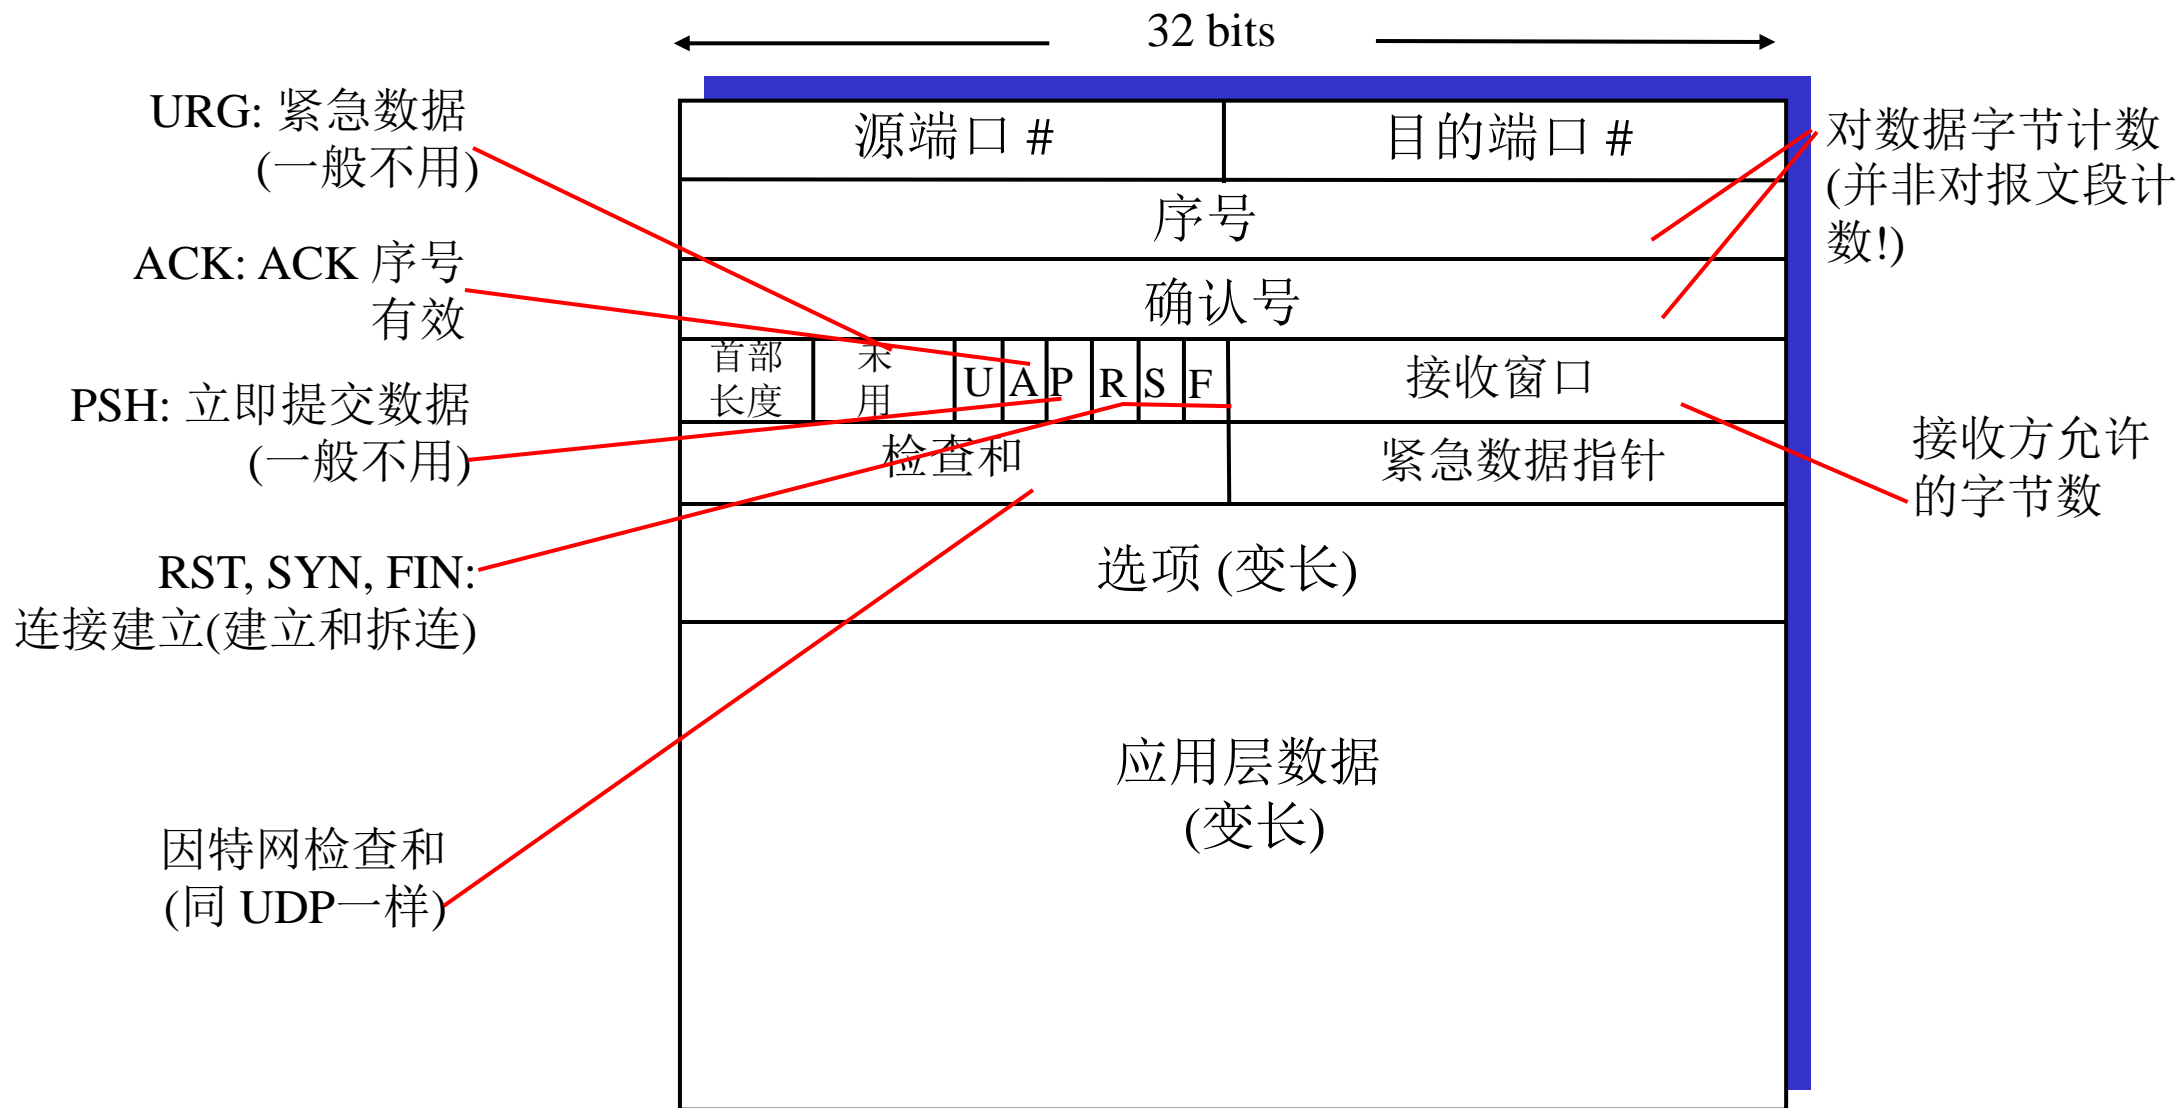 32 bits
URG: 紧急数据
(一般不用)
ACK: ACK 序号
有效
PSH: 立即提交数据
(一般不用)
RST, SYN, FIN:
连接建立(建立和拆连)
因特网检查和
(同 UDP一样)
源端口 #
目的端口 #
序号
确认号
首部
长度
未
用
U
A
P
R
S
F
接收窗口
检查和
紧急数据指针
选项 (变长)
应用层数据
(变长)
对数据字节计数
(并非对报文段计
数!)
接收方允许
的字节数